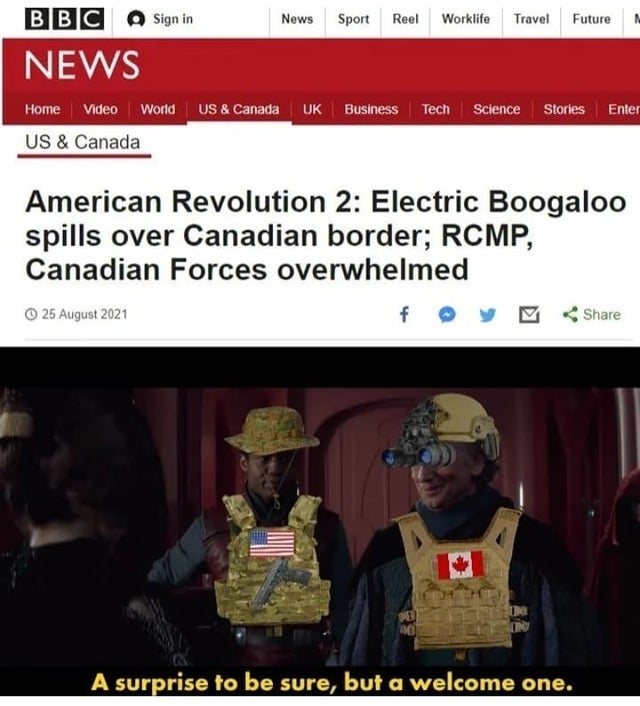 BBC Sign in News Sport Reel Worklife Travel Future
NEWS
Home Video World US & Canada UK Business Tech Science Stories Enter
US & Canada
American Revolution 2: Electric Boogaloo
spills over Canadian border; RCMP,
Canadian Forces overwhelmed
25 August 2021 f Share
A surprise to be sure, but a welcome one.